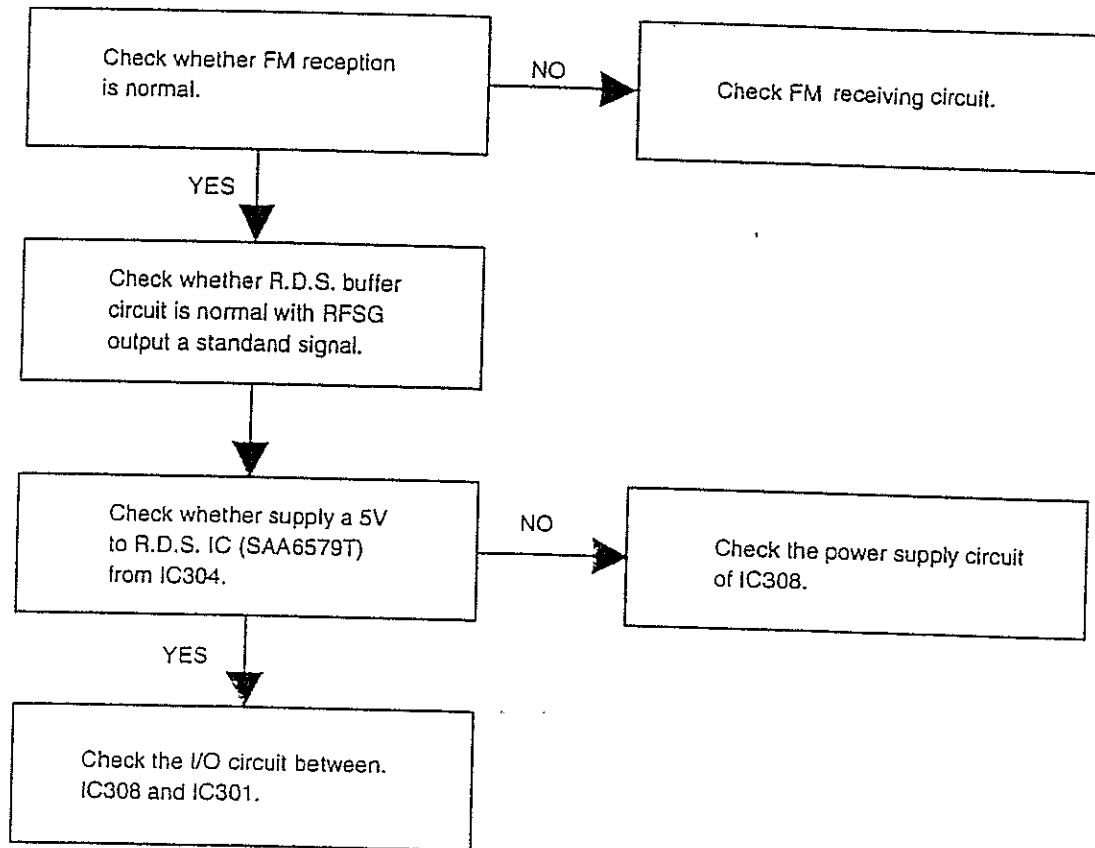 Check whether FM reception
is normal.
NO
Check FM receiving circuit.
YES
Check whether R.D.S. buffer
circuit is normal with RFSG
output a standand signal.
Check whether supply a 5V
to R.D.S. IC (SAA6579T)
from IC304.
NO
Check the power supply circuit
of IC308.
YES
Check the I/O circuit between.
IC308 and IC301.